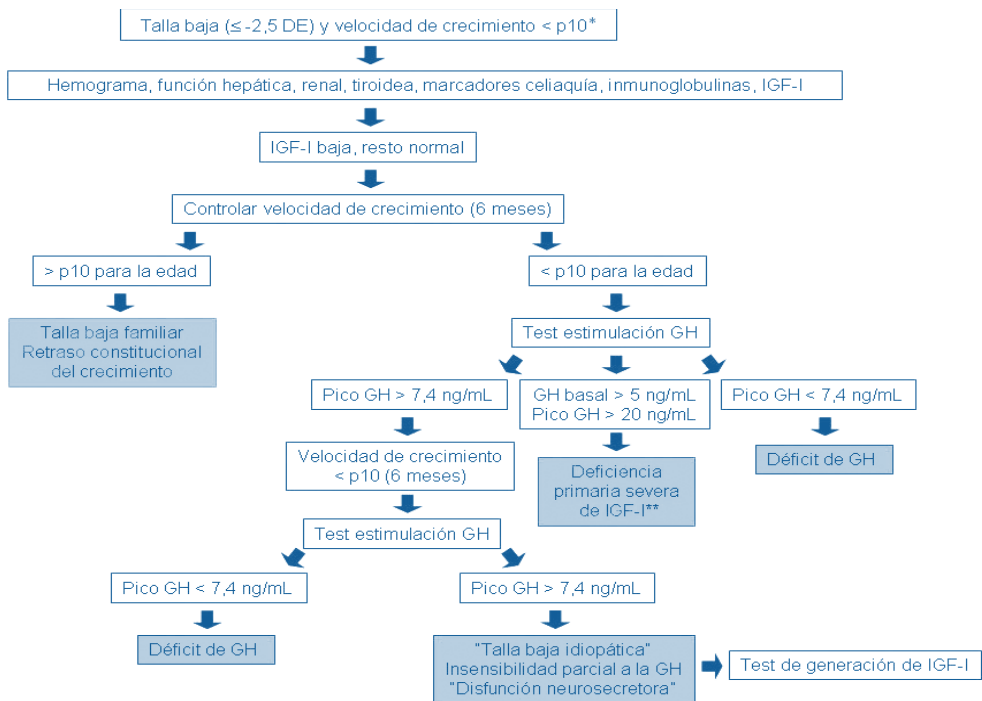 Talla baja (≤ -2,5 DE) y velocidad de crecimiento < p10*
Hemograma, función hepática, renal, tiroidea, marcadores celiaquía, inmunoglobulinas, IGF-I
IGF-I baja, resto normal
Controlar velocidad de crecimiento (6 meses)
> p10 para la edad
< p10 para la edad
Talla baja familiar
Retraso constitucional
del crecimiento
Test estimulación GH
Pico GH > 7,4 ng/mL
GH basal > 5 ng/mL
Pico GH > 20 ng/mL
Pico GH < 7,4 ng/mL
Velocidad de crecimiento
< p10 (6 meses)
Deficiencia
primaria severa
de IGF-I**
Déficit de GH
Test estimulación GH
Pico GH < 7,4 ng/mL
Pico GH > 7,4 ng/mL
Déficit de GH
"Talla baja idiopática"
Insensibilidad parcial a la GH
"Disfunción neurosecretora"
Test de generación de IGF-I